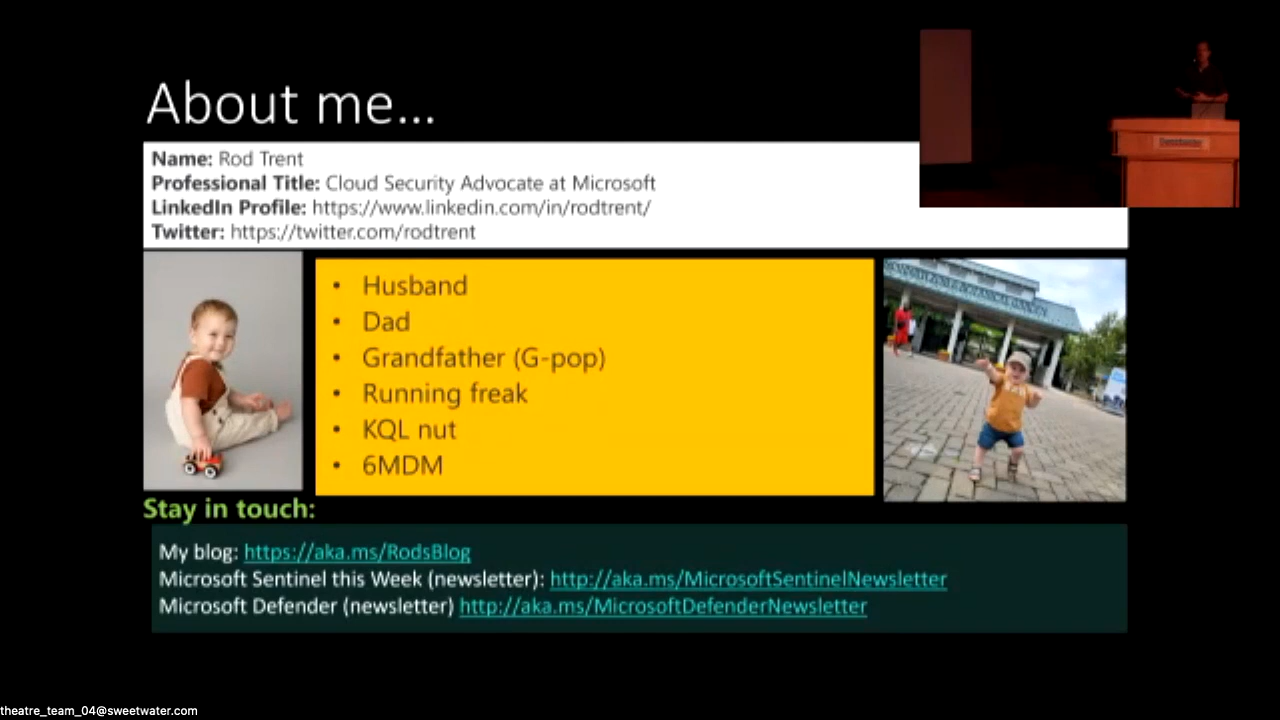 About me...
Name: Rod Trent
Professional Title: Cloud Security Advocate at Microsoft
LinkedIn Profile: https://www.linkedin.com/in/rodtrent/
Twitter: https://twitter.com/rodtrent
• Husband
• Dad
• Grandfather (G-pop)
• Running freak
• KQL nut
• 6MDM
Stay in touch:
My blog: https://aka.ms/RodsBlog
Microsoft Sentinel this Week (newsletter): http://aka.ms/MicrosoftSentinelNewsletter
Microsoft Defender (newsletter) http://aka.ms/MicrosoftDefenderNewsletter
theatre_team_04@sweetwater.com